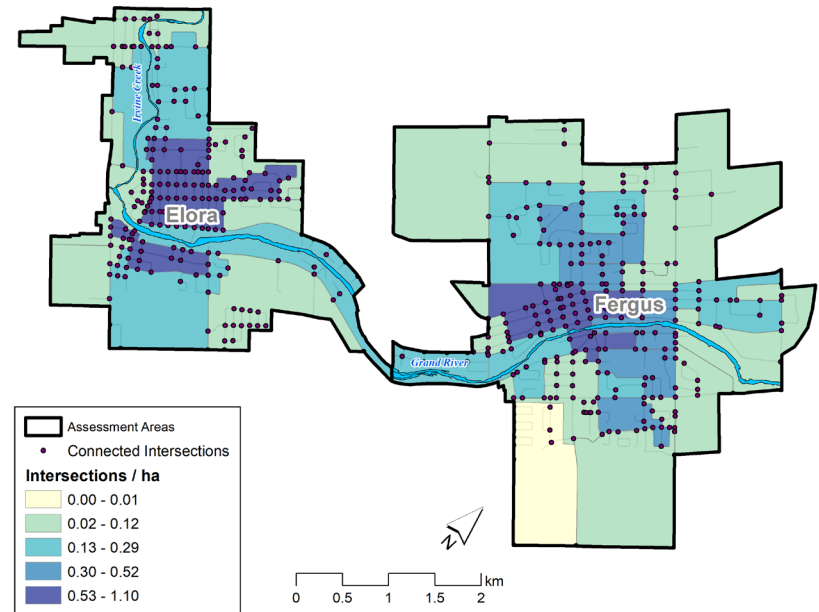 Irvine Creek
Elora
Fergus
Grand River
Assessment Areas
Connected Intersections
Intersections / ha
0.00 - 0.01
0.02 - 0.12
0.13 - 0.29
0.30 - 0.52
0.53 - 1.10
N
km
0 0.5 1 1.5 2